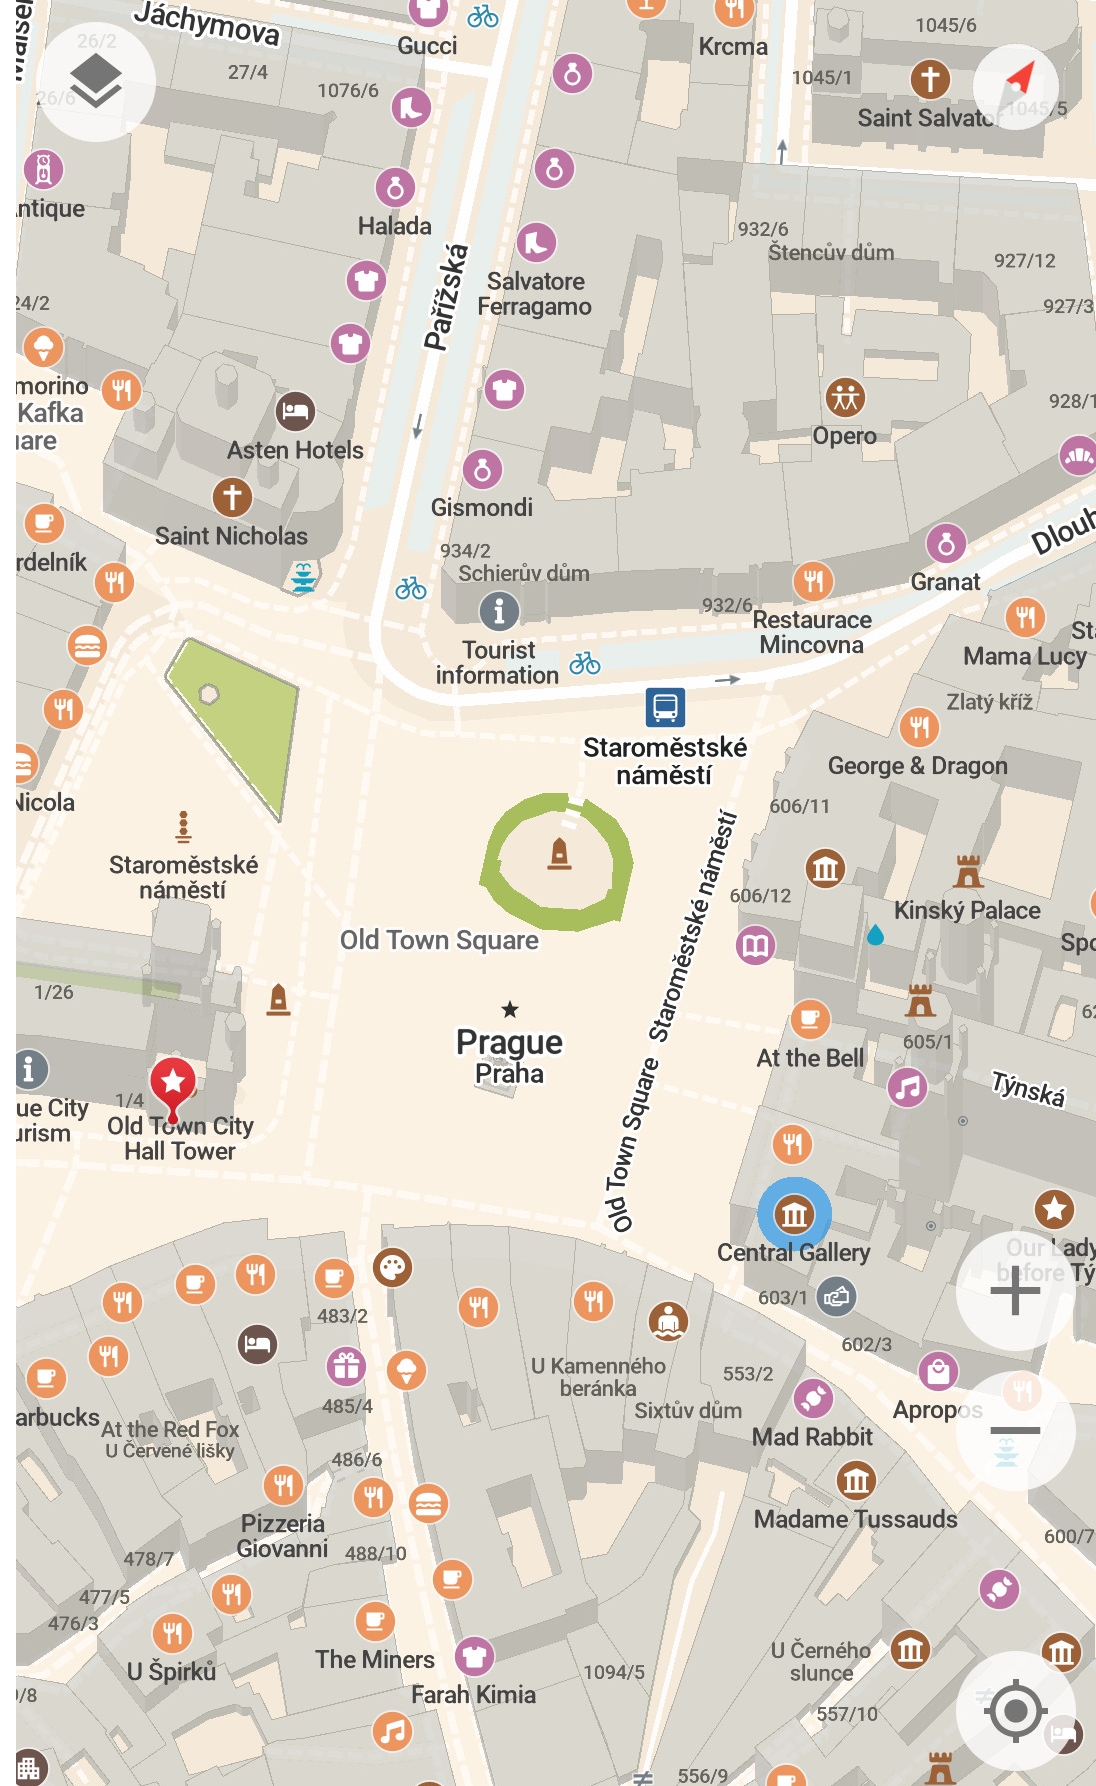 Jáchymova
26/2
27/4
26/6
1076/6
Gucci
Krcma
1045/6
1045/1
Saint Salvator
1045/5
ntique
Halada
Pařížská
Salvatore
Ferragamo
932/6
Štencův dům
927/12
927/3
24/2
morino
Kafka
uare
928/1
Asten Hotels
Opero
Saint Nicholas
Gismondi
rdelník
934/2
Schierův dům
Granat
Dlouh
932/6
Restaurace
Mincovna
Tourist
information
Mama Lucy
Zlatý kříž
Staroměstské
náměstí
George & Dragon
Nicola
606/11
Staroměstské
náměstí
606/12
Kinský Palace
Old Town Square
Staroměstské náměstí
Old Town Square
1/26
Prague
Praha
At the Bell
605/1
Týnská
1/4
ue City
urism
Old Town City
Hall Tower
Central Gallery
Our Lady
before Tý
603/1
602/3
483/2
U Kamenného
beránka
553/2
Sixtův dům
485/4
Apropos
arbucks
At the Red Fox
U Červené lišky
Mad Rabbit
486/6
Pizzeria
Giovanni
488/10
Madame Tussauds
600/7
478/7
477/5
476/3
U Špirků
The Miners
Farah Kimia
1094/5
U Černého
slunce
557/10
556/9